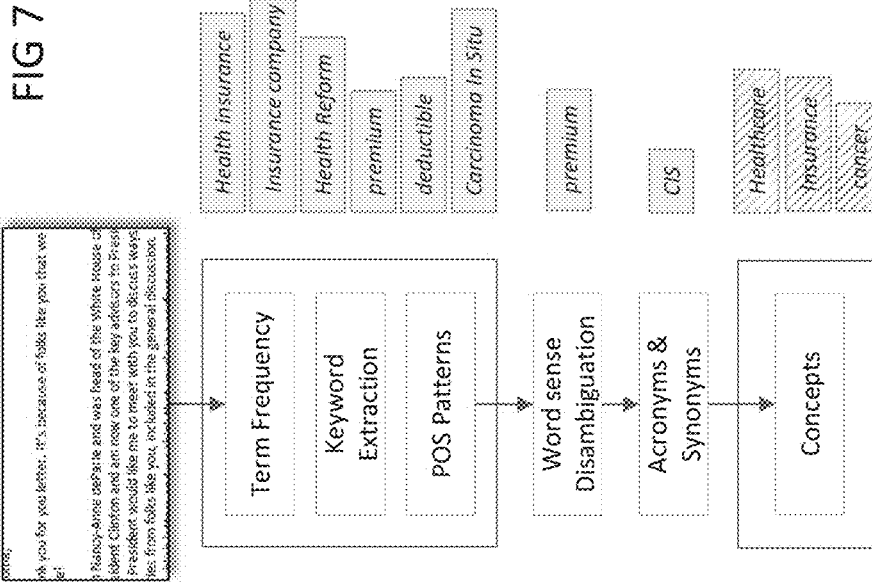 FIG 7
nk you for you letter. It's because of folks like you that we
n Nancy-Anne DeParle and was head of the White House of
ident Clinton and am now one of the key advisors to Presi
President would like me to meet with you to discuss ways
ies from folks like you, included in the general discussion.
Term Frequency
Keyword
Extraction
POS Patterns
Word sense
Disambiguation
Acronyms &
Synonyms
Concepts
Health insurance
Insurance company
Health Reform
premium
deductible
Carcinoma In Situ
premium
CIS
Healthcare
Insurance
cancer